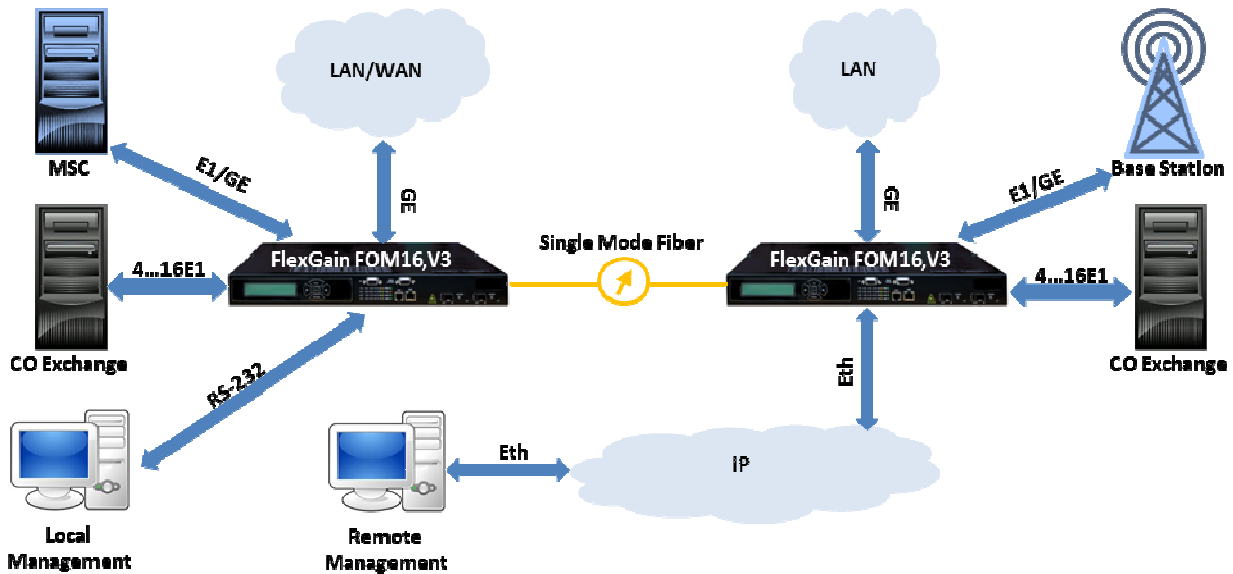 LAN/WAN
LAN
MSC
E1/GE
GE
GE
E1/GE
Base Station
Single Mode Fiber
FlexGain FOM16,V3
FlexGain FOM16,V3
4...16E1
4...16E1
CO Exchange
CO Exchange
RS-232
Eth
Eth
IP
Local
Management
Remote
Management